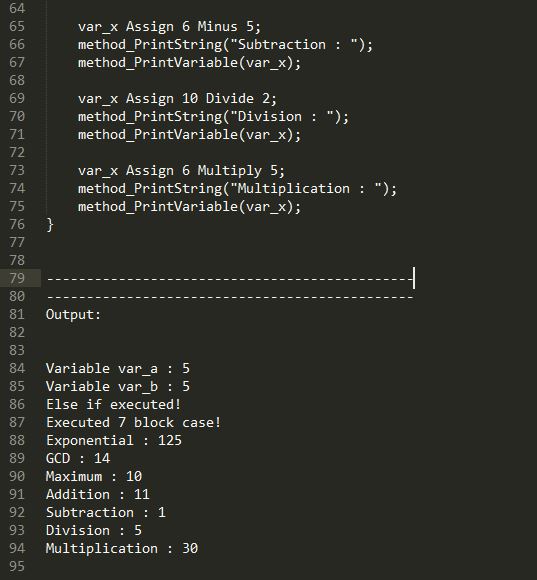 64
65 var_x Assign 6 Minus 5;
66 method_PrintString("Subtraction : ");
67 method_PrintVariable(var_x);
68
69 var_x Assign 10 Divide 2;
70 method_PrintString("Division : ");
71 method_PrintVariable(var_x);
72
73 var_x Assign 6 Multiply 5;
74 method_PrintString("Multiplication : ");
75 method_PrintVariable(var_x);
76 }
77
78
79 ----------------------------------------------
80 ----------------------------------------------
81 Output:
82
83
84 Variable var_a : 5
85 Variable var_b : 5
86 Else if executed!
87 Executed 7 block case!
88 Exponential : 125
89 GCD : 14
90 Maximum : 10
91 Addition : 11
92 Subtraction : 1
93 Division : 5
94 Multiplication : 30
95